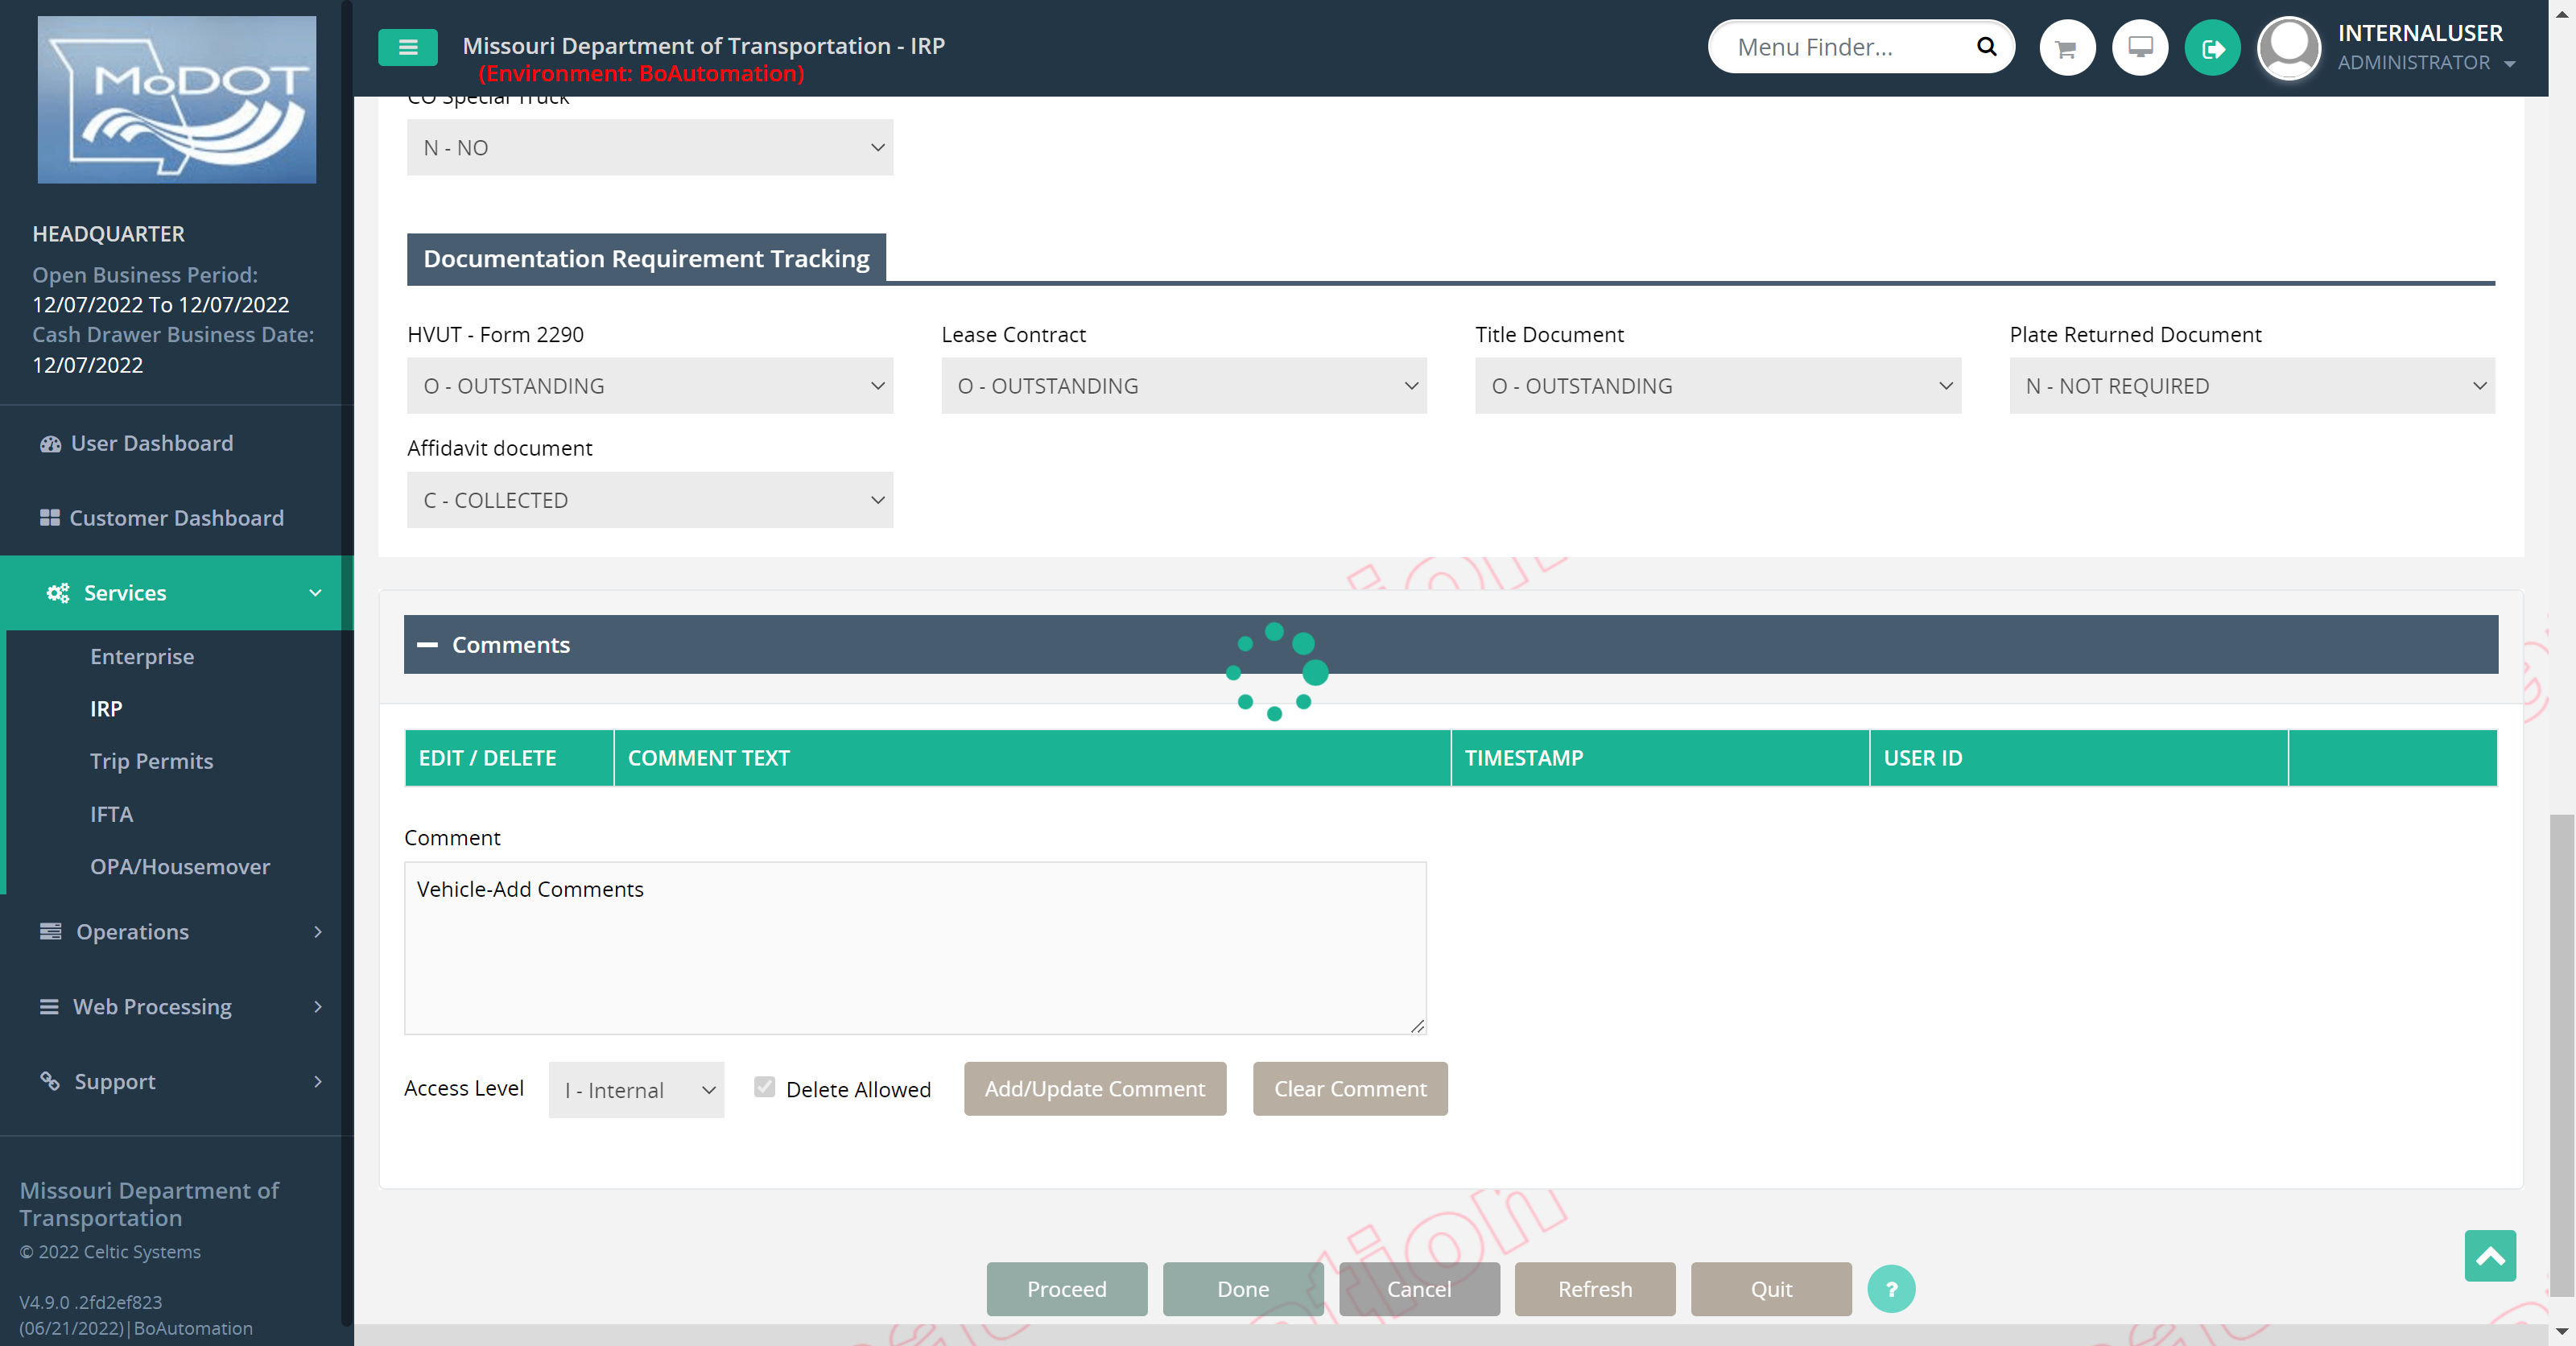 MoDOT
Missouri Department of Transportation - IRP
(Environment: BoAutomation)
Menu Finder...
INTERNALUSER
ADMINISTRATOR
HEADQUARTER
Open Business Period:
12/07/2022 To 12/07/2022
Cash Drawer Business Date:
12/07/2022
User Dashboard
Customer Dashboard
Services
Enterprise
IRP
Trip Permits
IFTA
OPA/Housemover
Operations
Web Processing
Support
Missouri Department of
Transportation
© 2022 Celtic Systems
V4.9.0 .2fd2ef823
(06/21/2022)|BoAutomation
CO Special Truck
N - NO
Documentation Requirement Tracking
HVUT - Form 2290
Lease Contract
Title Document
Plate Returned Document
O - OUTSTANDING
O - OUTSTANDING
O - OUTSTANDING
N - NOT REQUIRED
Affidavit document
C - COLLECTED
Comments
EDIT / DELETE
COMMENT TEXT
TIMESTAMP
USER ID
Comment
Vehicle-Add Comments
Access Level
I - Internal
Delete Allowed
Add/Update Comment
Clear Comment
Proceed
Done
Cancel
Refresh
Quit
?